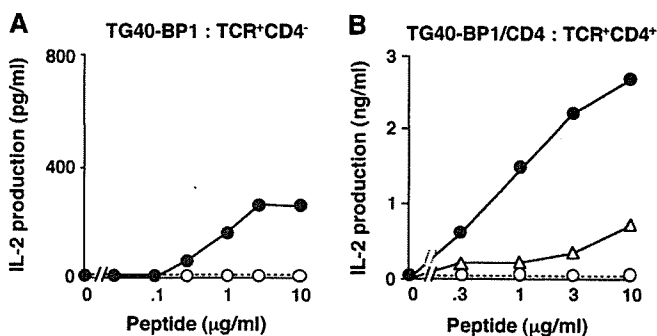 A
TG40-BP1 : TCR⁺CD4⁻
IL-2 production (pg/ml)
800
400
0
0
.1
1
10
Peptide (μg/ml)
B
TG40-BP1/CD4 : TCR⁺CD4⁺
IL-2 production (ng/ml)
3
2
1
0
0
.3
1
3
10
Peptide (μg/ml)